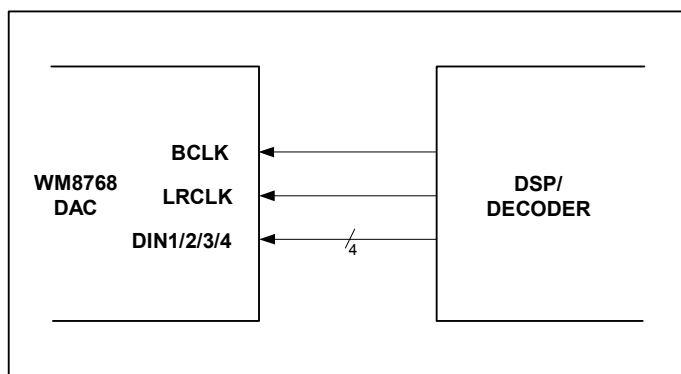 WM8768
DAC
BCLK
LRCLK
DIN1/2/3/4
4
DSP/
DECODER